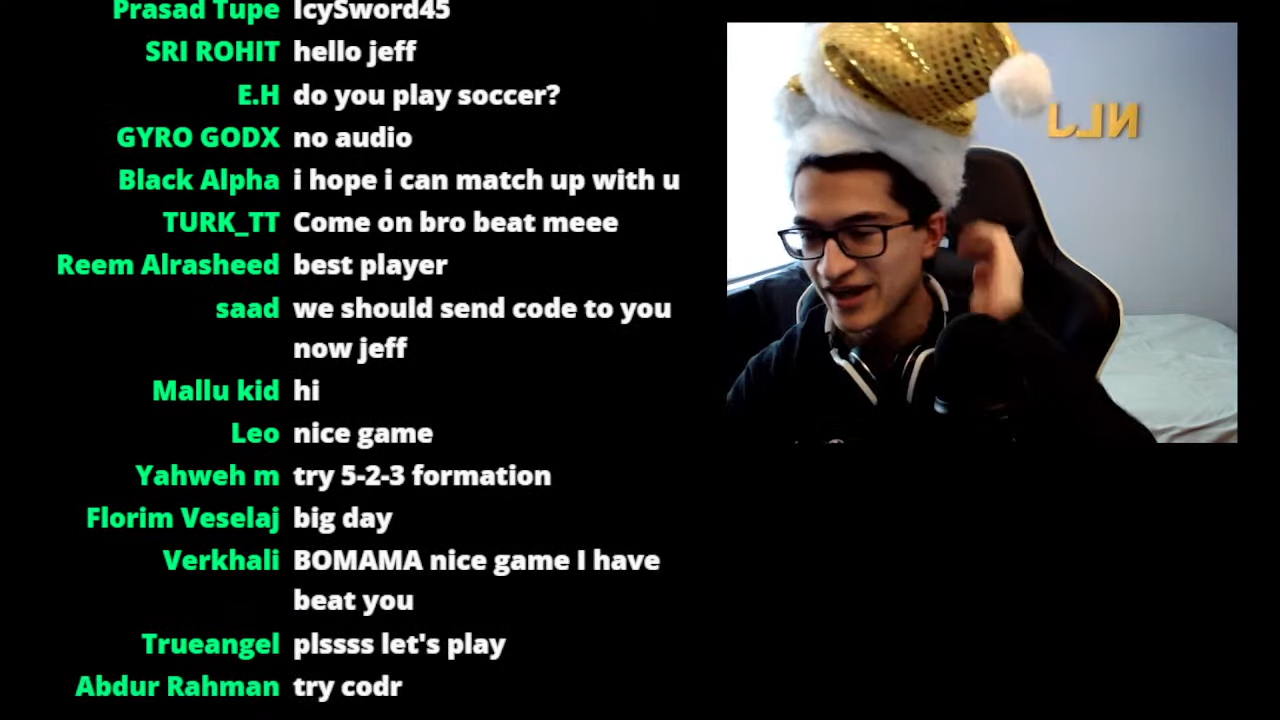 Prasad Tupe IcySword45
SRI ROHIT hello jeff
E.H do you play soccer?
GYRO GODX no audio
Black Alpha i hope i can match up with u
TURK_TT Come on bro beat meee
Reem Alrasheed best player
saad we should send code to you
now jeff
Mallu kid hi
Leo nice game
Yahweh m try 5-2-3 formation
Florim Veselaj big day
Verkhali BOMAMA nice game I have
beat you
Trueangel plssss let's play
Abdur Rahman try codr
NLJ